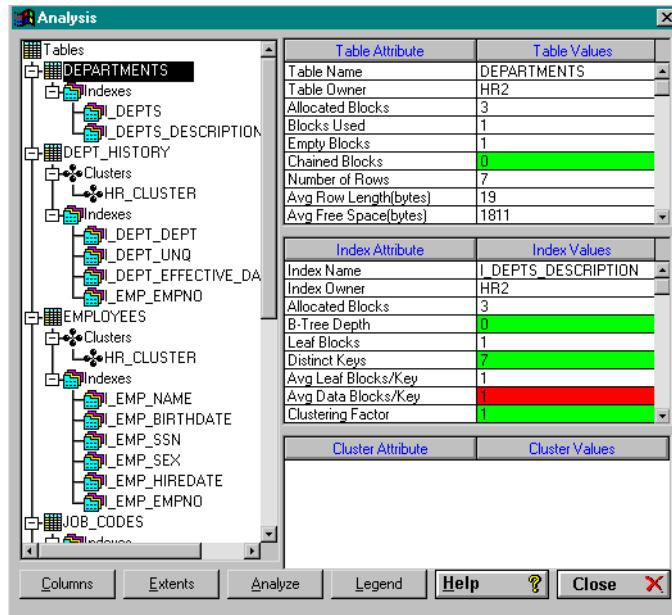 Analysis
Tables
DEPARTMENTS
Indexes
I_DEPTS
I_DEPTS_DESCRIPTION
DEPT_HISTORY
Clusters
HR_CLUSTER
Indexes
I_DEPT_DEPT
I_DEPT_UNQ
I_DEPT_EFFECTIVE_DA
I_EMP_EMPNO
EMPLOYEES
Clusters
HR_CLUSTER
Indexes
I_EMP_NAME
I_EMP_BIRTHDATE
I_EMP_SSN
I_EMP_SEX
I_EMP_HIREDATE
I_EMP_EMPNO
JOB_CODES
Indexes
Table Attribute Table Values
Table Name DEPARTMENTS
Table Owner HR2
Allocated Blocks 3
Blocks Used 1
Empty Blocks 1
Chained Blocks 0
Number of Rows 7
Avg Row Length(bytes) 19
Avg Free Space(bytes) 1811
Index Attribute Index Values
Index Name I_DEPTS_DESCRIPTION
Index Owner HR2
Allocated Blocks 3
B-Tree Depth 0
Leaf Blocks 1
Distinct Keys 7
Avg Leaf Blocks/Key 1
Avg Data Blocks/Key 1
Clustering Factor 1
Cluster Attribute Cluster Values
Columns Extents Analyze Legend Help ? Close